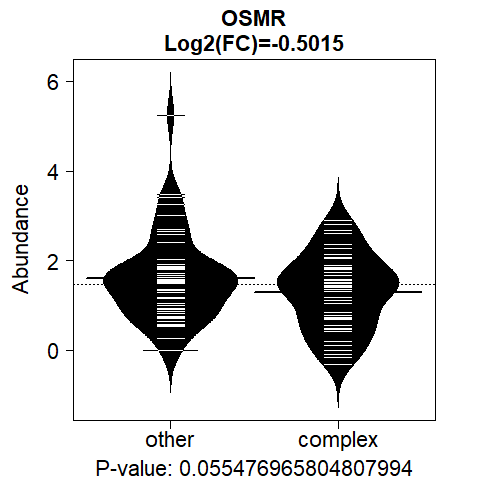 OSMR
Log2(FC)=-0.5015
Abundance
6
4
2
0
other complex
P-value: 0.055476965804807994